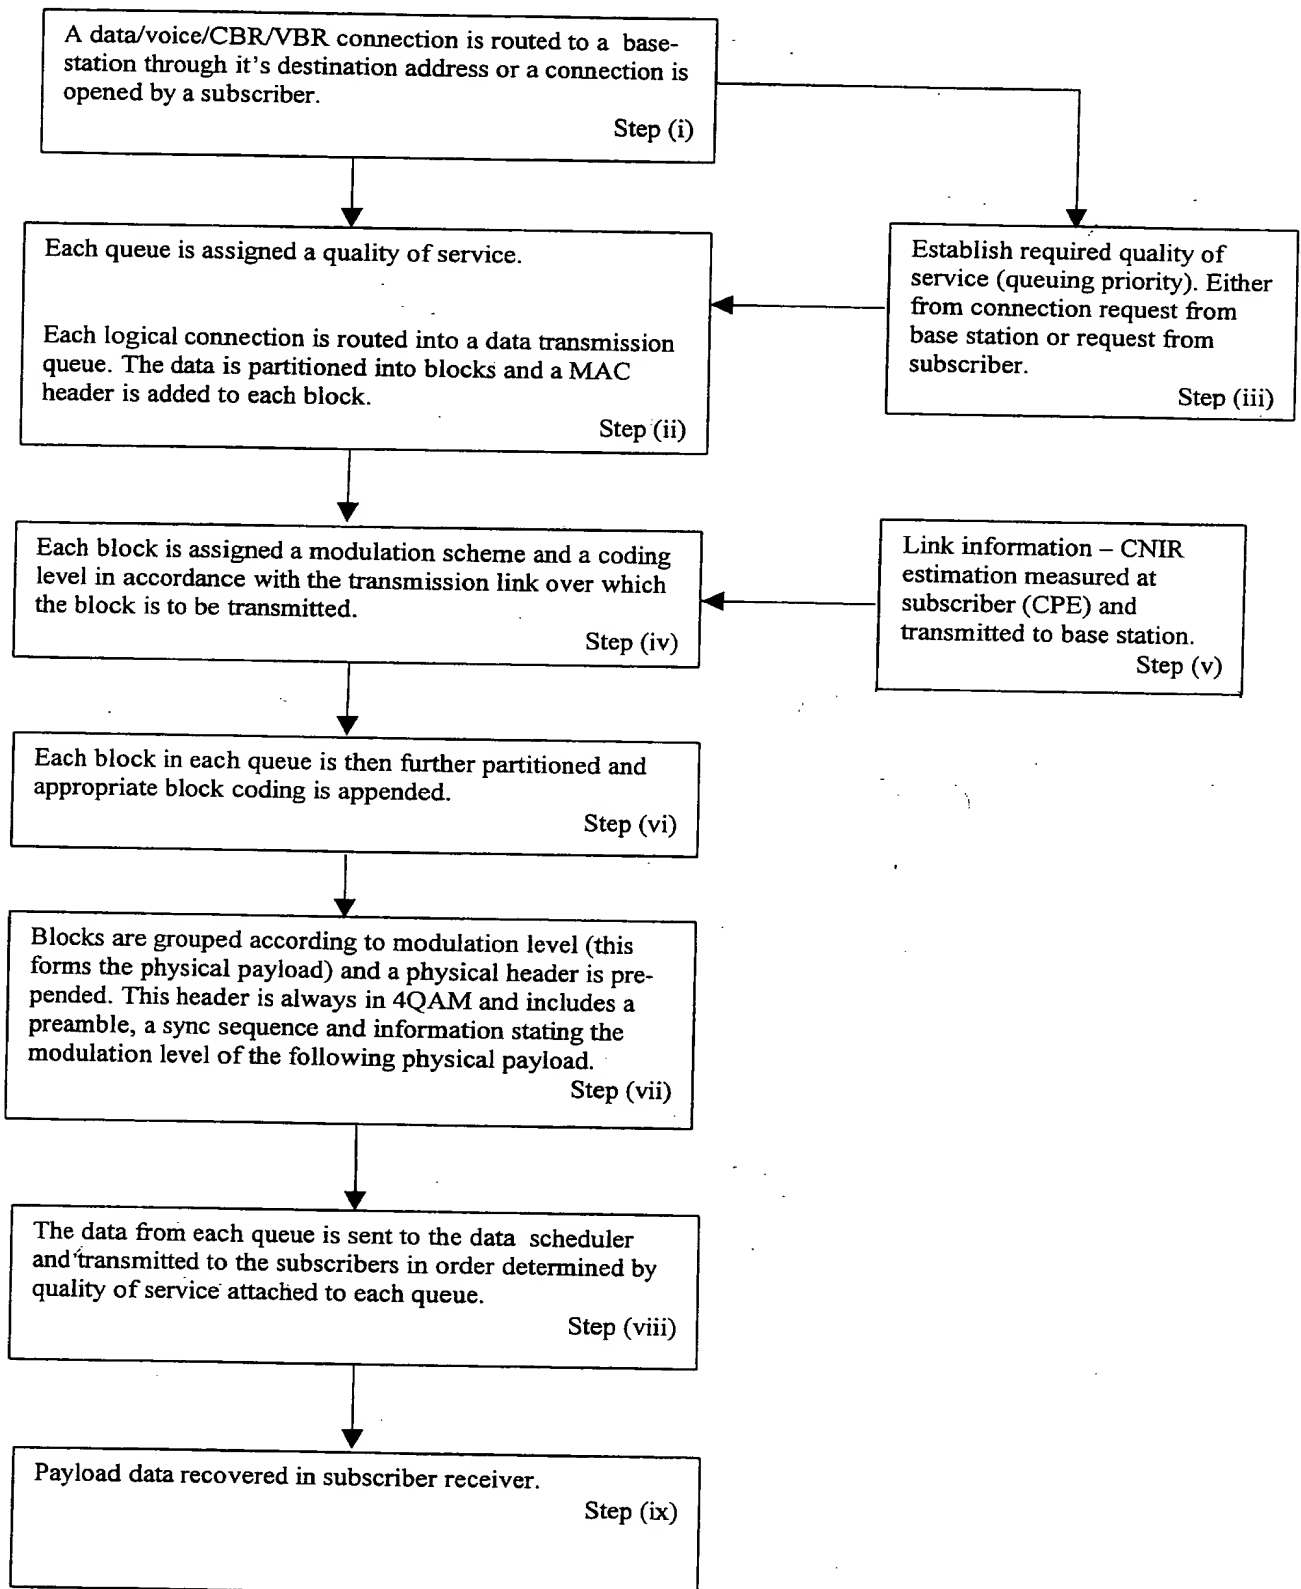 A data/voice/CBR/VBR connection is routed to a base-
station through it's destination address or a connection is
opened by a subscriber.
Step (i)
Each queue is assigned a quality of service.
Each logical connection is routed into a data transmission
queue. The data is partitioned into blocks and a MAC
header is added to each block.
Step (ii)
Establish required quality of
service (queuing priority). Either
from connection request from
base station or request from
subscriber.
Step (iii)
Each block is assigned a modulation scheme and a coding
level in accordance with the transmission link over which
the block is to be transmitted.
Step (iv)
Link information – CNIR
estimation measured at
subscriber (CPE) and
transmitted to base station.
Step (v)
Each block in each queue is then further partitioned and
appropriate block coding is appended.
Step (vi)
Blocks are grouped according to modulation level (this
forms the physical payload) and a physical header is pre-
pended. This header is always in 4QAM and includes a
preamble, a sync sequence and information stating the
modulation level of the following physical payload.
Step (vii)
The data from each queue is sent to the data scheduler
and transmitted to the subscribers in order determined by
quality of service attached to each queue.
Step (viii)
Payload data recovered in subscriber receiver.
Step (ix)